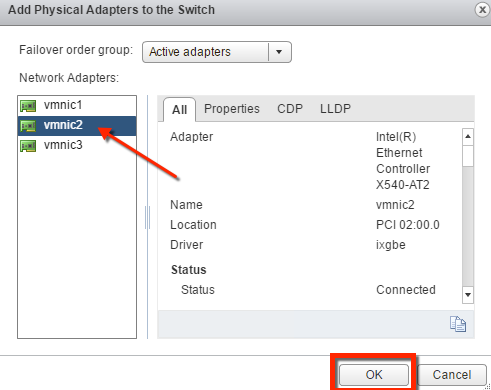 Add Physical Adapters to the Switch
Failover order group: Active adapters
Network Adapters:
vmnic1
vmnic2
vmnic3
All Properties CDP LLDP
Adapter Intel(R)
Ethernet
Controller
X540-AT2
Name vmnic2
Location PCI 02:00.0
Driver ixgbe
Status
Status Connected
OK Cancel